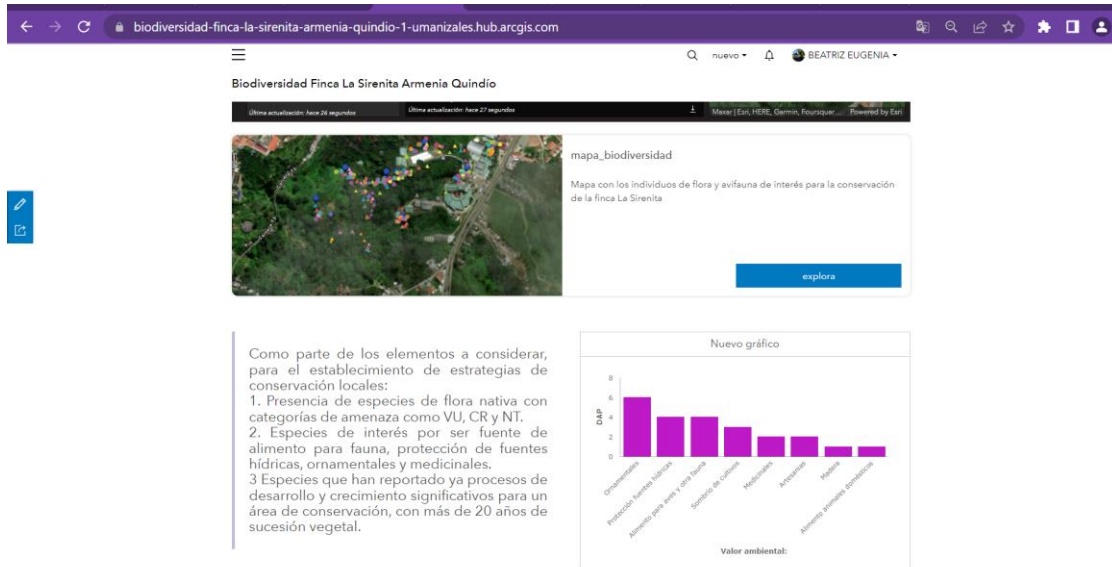 biodiversidad-finca-la-sirenita-armenia-quindio-1-umanizales.hub.arcgis.com
nuevo
BEATRIZ EUGENIA
Biodiversidad Finca La Sirenita Armenia Quindío
Última actualización: hace 26 segundos
Última actualización: hace 27 segundos
Maxar | Esri, HERE, Garmin, Foursquar... Powered by Esri
mapa_biodiversidad
Mapa con los individuos de flora y avifauna de interés para la conservación
de la finca La Sirenita
explora
Como parte de los elementos a considerar,
para el establecimiento de estrategias de
conservación locales:
1. Presencia de especies de flora nativa con
categorías de amenaza como VU, CR y NT.
2. Especies de interés por ser fuente de
alimento para fauna, protección de fuentes
hídricas, ornamentales y medicinales.
3 Especies que han reportado ya procesos de
desarrollo y crecimiento significativos para un
área de conservación, con más de 20 años de
sucesión vegetal.
Nuevo gráfico
DAP
8
6
4
2
0
Ornamentales
Protección fuentes hídricas
Alimento para aves y otra fauna
Sombrío de cultivos
Medicinales
Artesanías
Madera
Alimento animales domésticos
Valor ambiental: